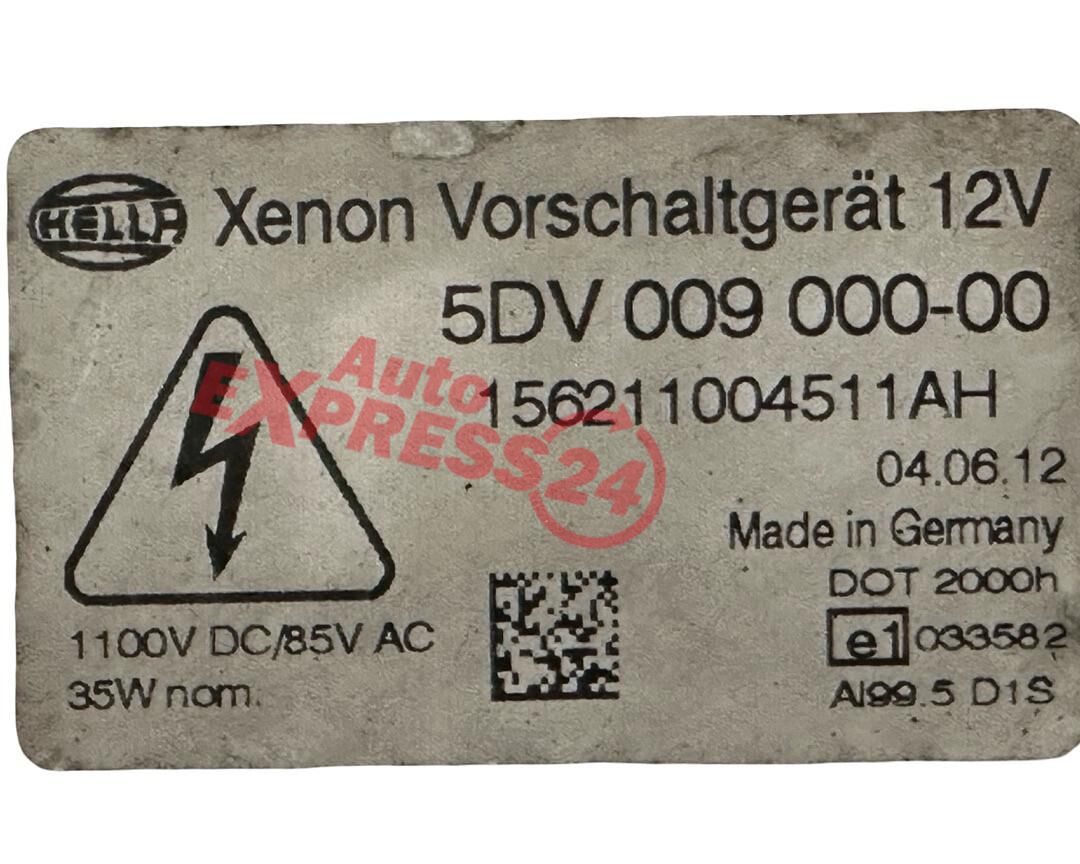 HELLA Xenon Vorschaltgerät 12V
5DV 009 000-00
156211004511AH
04.06.12
Made in Germany
DOT 2000h
e1 033582
Al99.5 D1S
1100V DC/85V AC
35W nom.
Auto
EXPRESS24